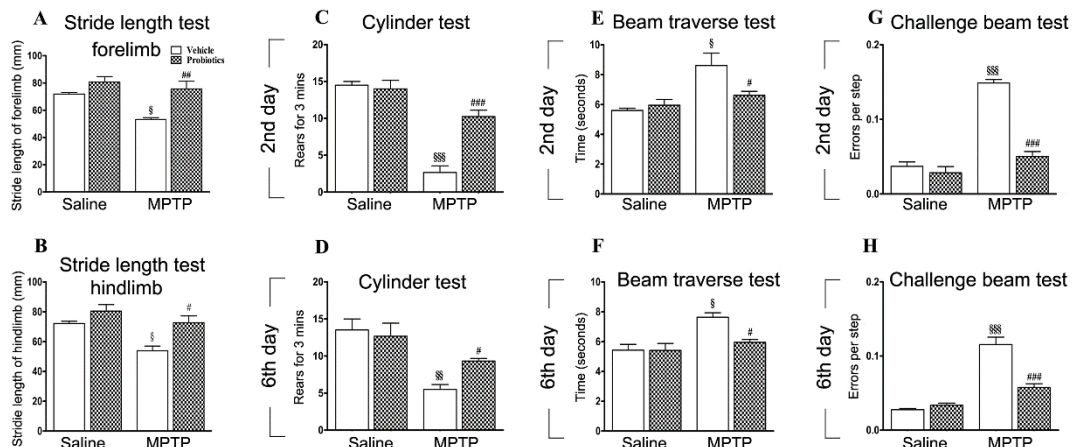 A
Stride length test
forelimb
Vehicle
Probiotics
Stride length of forelimb (mm)
100
80
60
40
20
0
§
##
Saline
MPTP
C
Cylinder test
2nd day
Rears for 3 mins
20
15
10
5
0
§§§
###
Saline
MPTP
E
Beam traverse test
2nd day
Time (seconds)
10
8
6
4
2
0
§
#
Saline
MPTP
G
Challenge beam test
2nd day
Errors per step
0.2
0.1
0.0
§§§
###
Saline
MPTP
B
Stride length test
hindlimb
Stride length of hindlimb (mm)
100
80
60
40
20
0
§
#
Saline
MPTP
D
Cylinder test
6th day
Rears for 3 mins
20
15
10
5
0
§§
#
Saline
MPTP
F
Beam traverse test
6th day
Time (seconds)
10
8
6
4
2
0
§
#
Saline
MPTP
H
Challenge beam test
6th day
Errors per step
0.2
0.1
0.0
§§§
###
Saline
MPTP